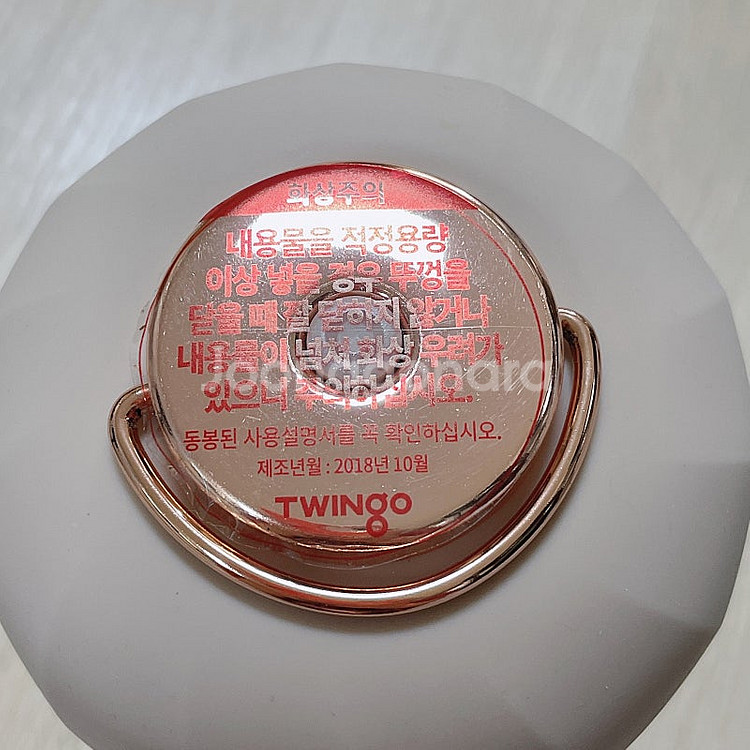 화상주의
내용물을 적정용량
이상 넣을 경우 뚜껑을
닫을 때 잘 닫히지 않거나
내용물이 넘쳐 화상 우려가
있으니 주의하십시오.
동봉된 사용설명서를 꼭 확인하십시오.
제조년월 : 2018년 10월
TWINgo